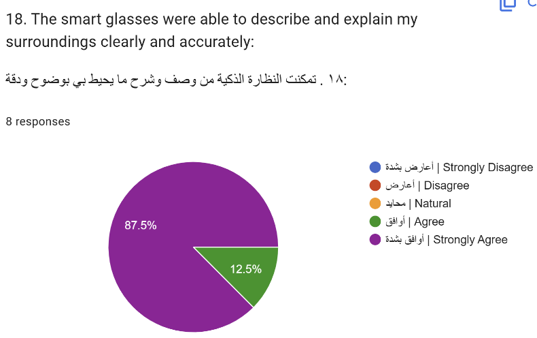 18. The smart glasses were able to describe and explain my
surroundings clearly and accurately:
١٨ . تمكنت النظارة الذكية من وصف وشرح ما يحيط بي بوضوح ودقة:
8 responses
87.5%
12.5%
أعارض بشدة | Strongly Disagree
أعارض | Disagree
محايد | Natural
أوافق | Agree
أوافق بشدة | Strongly Agree